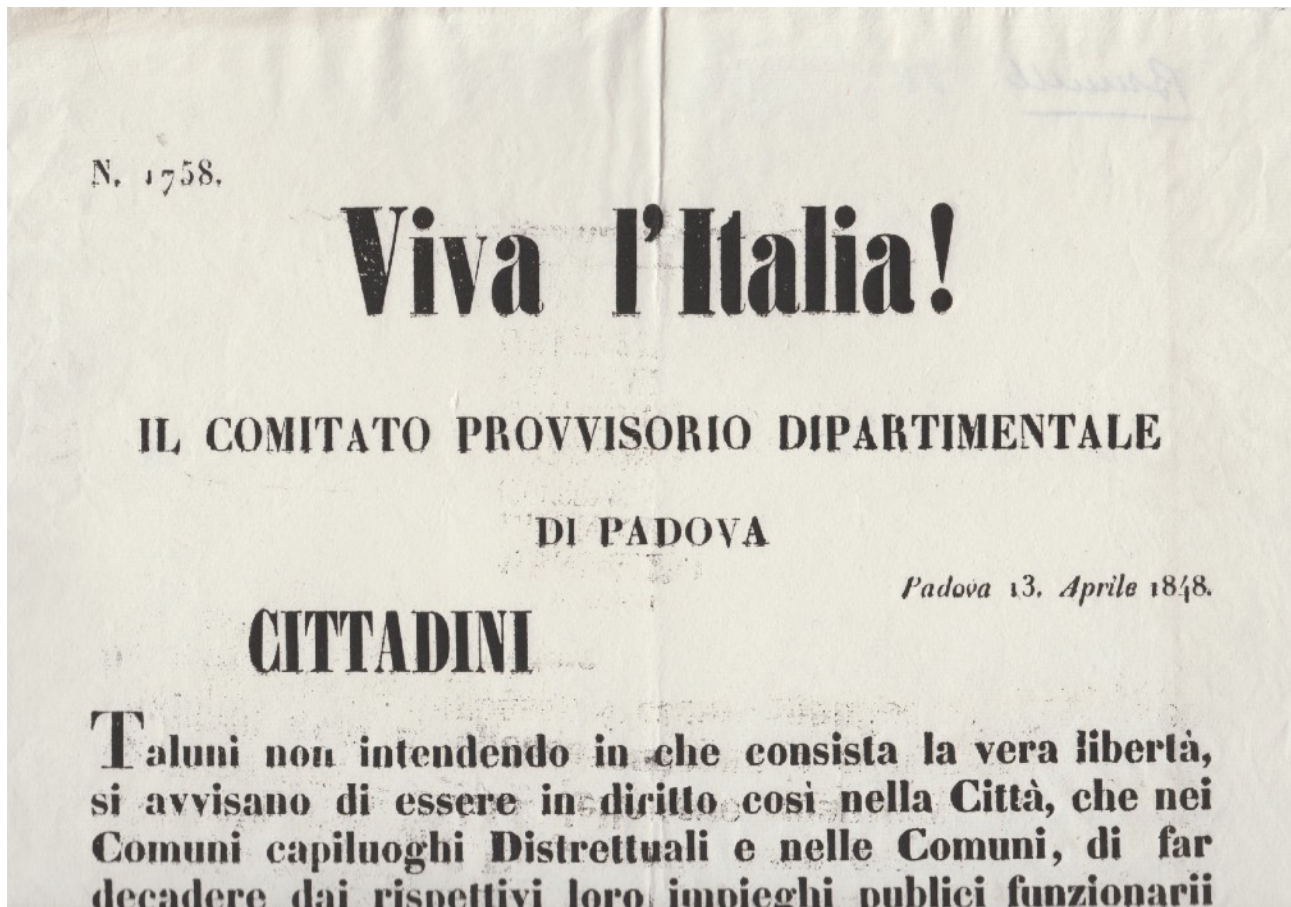 N. 1758.
Viva l'Italia!
IL COMITATO PROVVISORIO DIPARTIMENTALE
DI PADOVA
Padova 13. Aprile 1848.
CITTADINI
Taluni non intendendo in che consista la vera libertà,
si avvisano di essere in diritto così nella Città, che nei
Comuni capiluoghi Distrettuali e nelle Comuni, di far
decadere dai rispettivi loro impieghi publici funzionarii